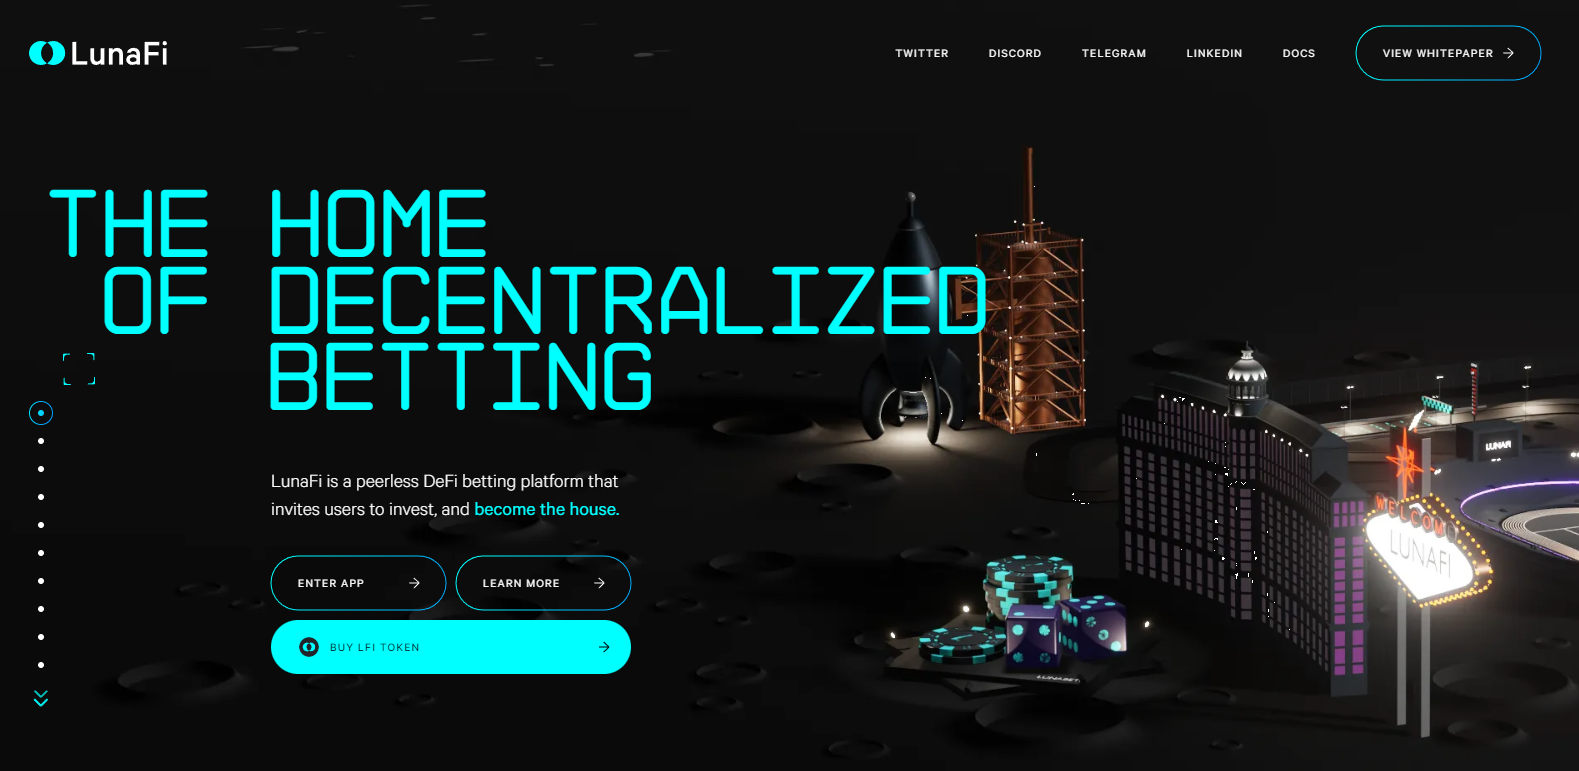 LunaFi
TWITTER
DISCORD
TELEGRAM
LINKEDIN
DOCS
VIEW WHITEPAPER
THE HOME
OF DECENTRALIZED
BETTING
LunaFi is a peerless DeFi betting platform that
invites users to invest, and become the house.
ENTER APP
LEARN MORE
BUY LFI TOKEN
LUNAFI
WELCOME
LUNAFI
LUNABET